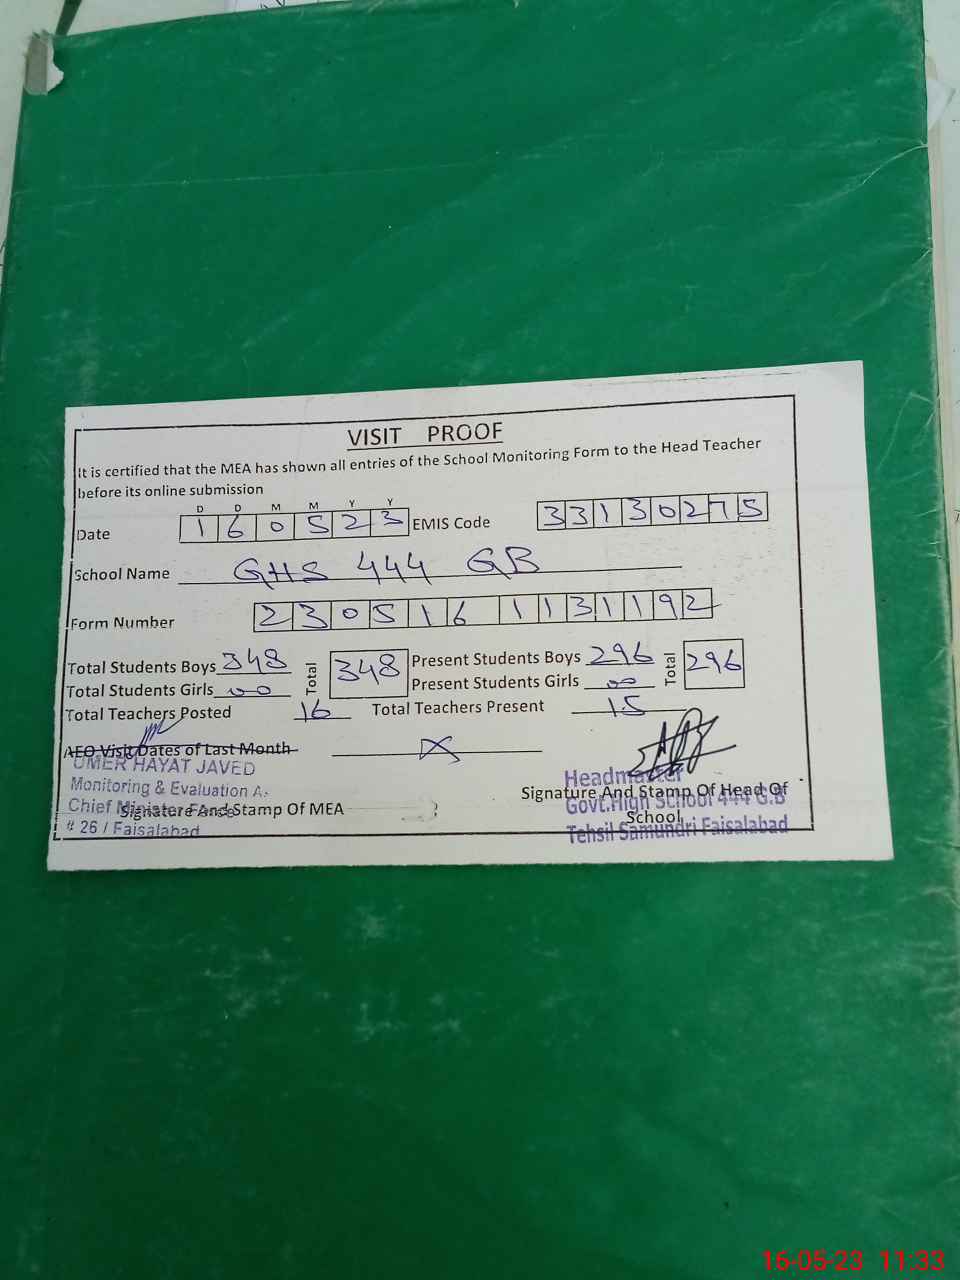 VISIT PROOF
It is certified that the MEA has shown all entries of the School Monitoring Form to the Head Teacher
before its online submission
D D M M Y Y
Date 1 6 0 5 2 3 EMIS Code 3 3 1 3 0 2 7 5
School Name GHS 444 GB
Form Number 2 3 0 5 1 6 1 1 3 1 1 9 2
Total Students Boys 348 Total 348 Present Students Boys 296 Total 296
Total Students Girls 00 Present Students Girls 00
Total Teachers Posted 16 Total Teachers Present 15
AEO Visit Dates of Last Month X
UMER HAYAT JAVED
Monitoring & Evaluation A.
Chief Minister
# 26 / Faisalabad
Signature And Stamp Of MEA
Headmaster
Signature And Stamp Of Head Of
School
Govt.High School 444 G.B
Tehsil Samundri Faisalabad
16-05-23 11:33